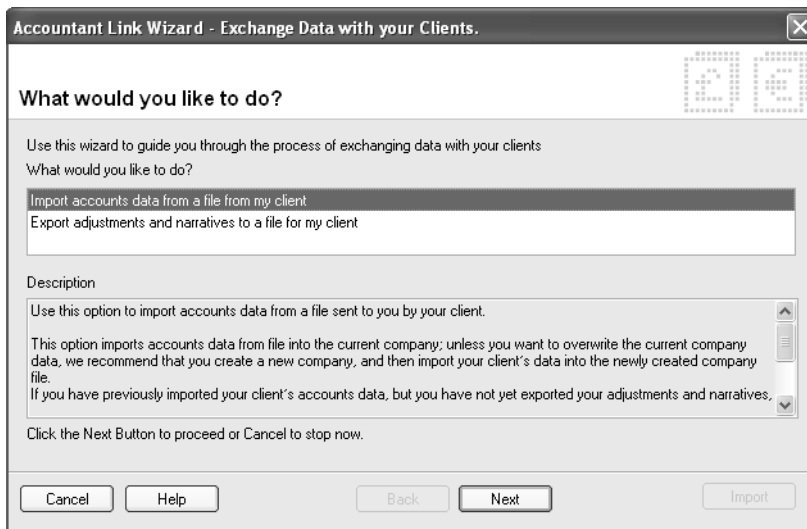 Accountant Link Wizard - Exchange Data with your Clients.
What would you like to do?
Use this wizard to guide you through the process of exchanging data with your clients
What would you like to do?
Import accounts data from a file from my client
Export adjustments and narratives to a file for my client
Description
Use this option to import accounts data from a file sent to you by your client.
This option imports accounts data from file into the current company; unless you want to overwrite the current company
data, we recommend that you create a new company, and then import your client's data into the newly created company
file.
If you have previously imported your client's accounts data, but you have not yet exported your adjustments and narratives,
Click the Next Button to proceed or Cancel to stop now.
Cancel Help Back Next Import